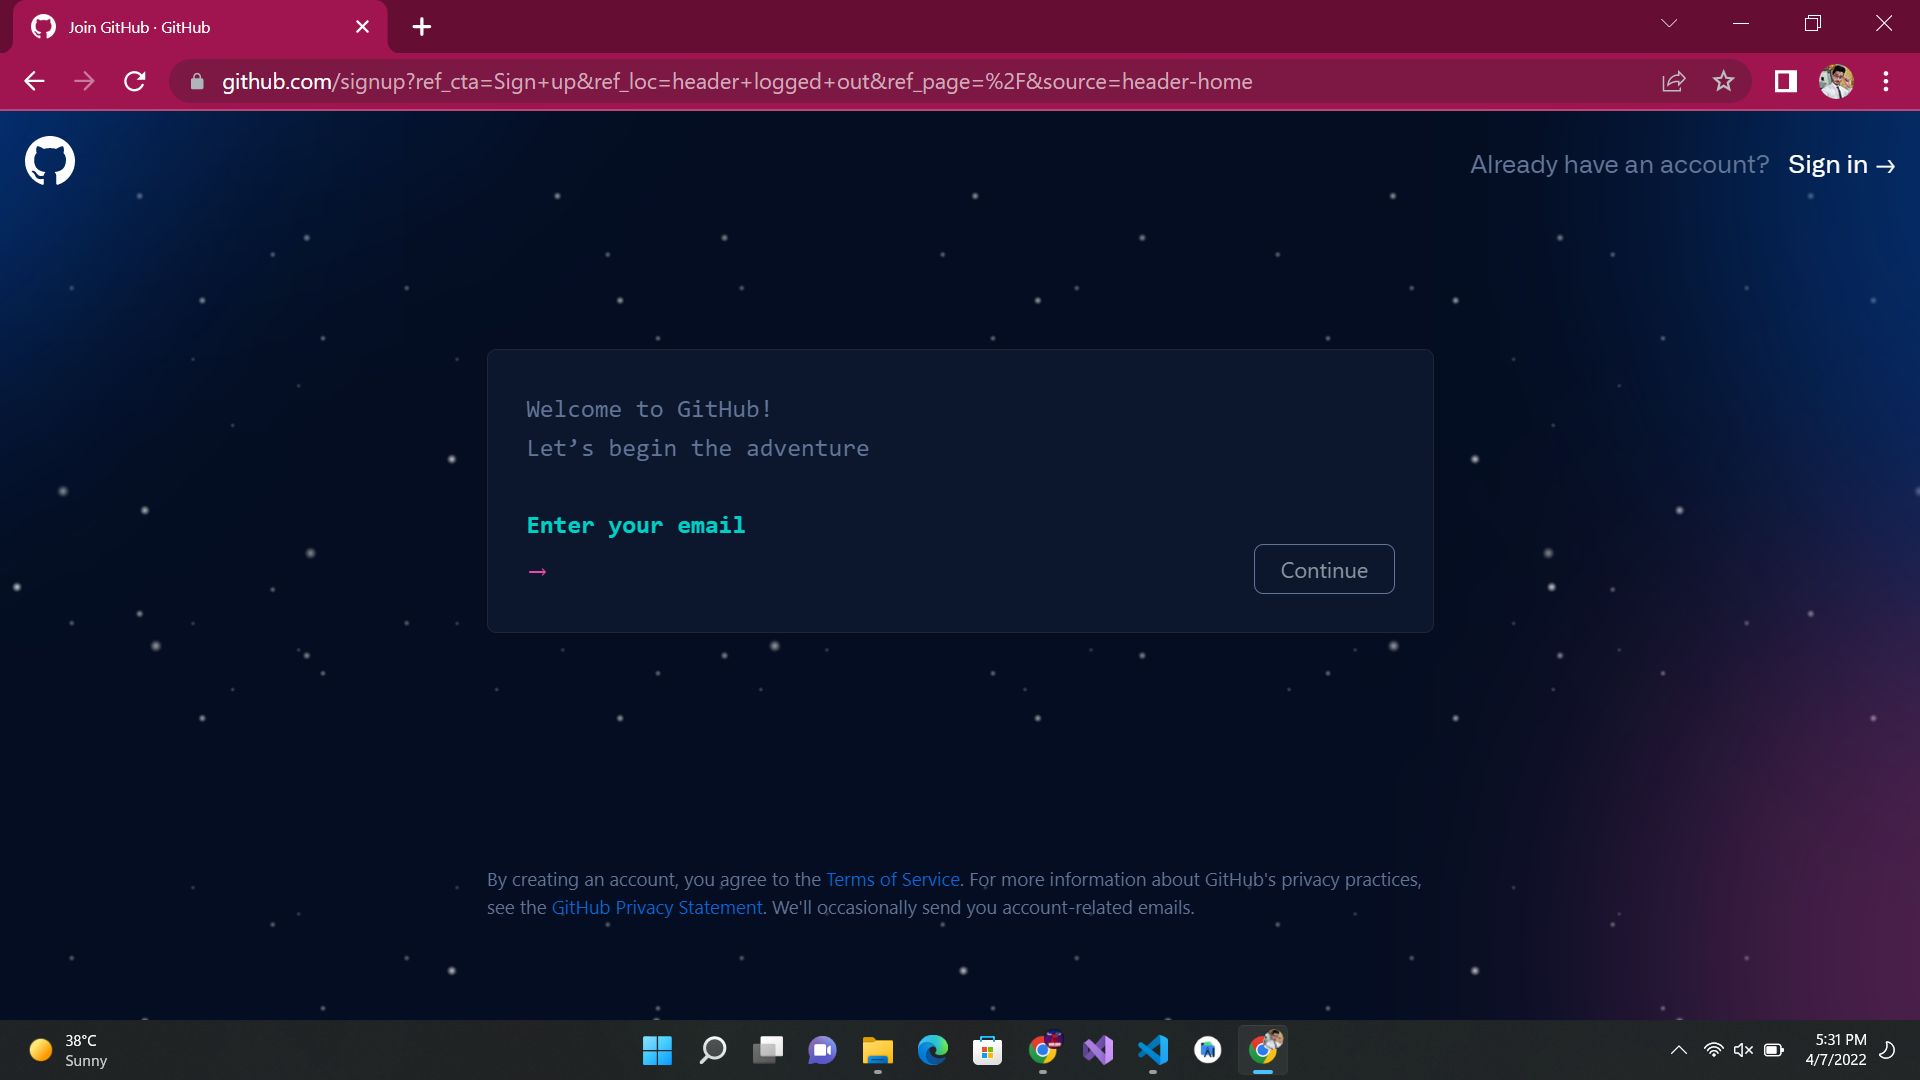 Join GitHub · GitHub
github.com/signup?ref_cta=Sign+up&ref_loc=header+logged+out&ref_page=%2F&source=header-home
Already have an account? Sign in →
Welcome to GitHub!
Let’s begin the adventure
Enter your email
→
Continue
By creating an account, you agree to the Terms of Service. For more information about GitHub's privacy practices,
see the GitHub Privacy Statement. We'll occasionally send you account-related emails.
38°C
Sunny
5:31 PM
4/7/2022